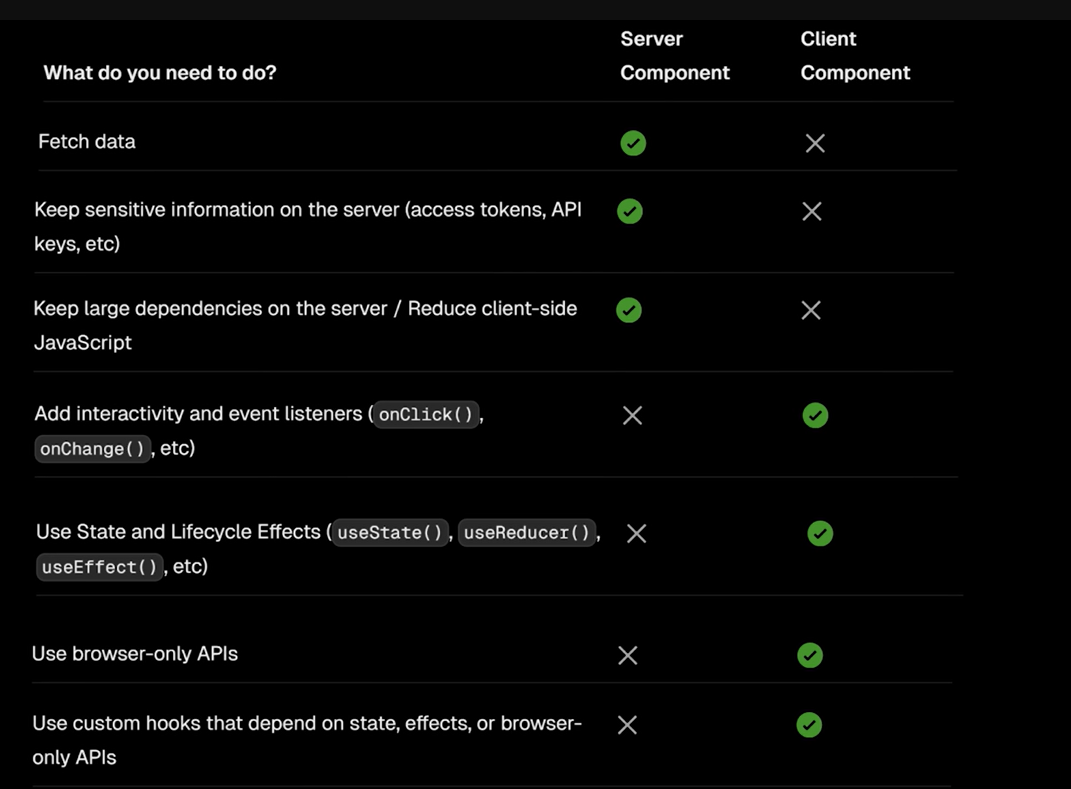 Server Client
What do you need to do? Component Component
Fetch data
Keep sensitive information on the server (access tokens, API
keys, etc)
Keep large dependencies on the server / Reduce client-side
JavaScript
Add interactivity and event listeners (onClick(),
onChange(), etc)
Use State and Lifecycle Effects (useState(), useReducer(),
useEffect(), etc)
Use browser-only APIs
Use custom hooks that depend on state, effects, or browser-
only APIs